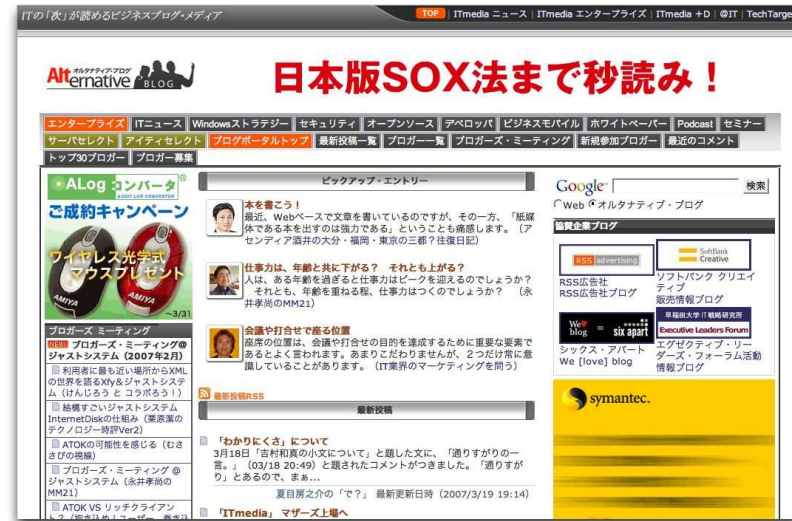 ITの「次」が読めるビジネスブログ・メディア
TOP | ITmedia ニュース | ITmedia エンタープライズ | ITmedia +D | @IT | TechTarge
オルタナティブ・ブログ
Alternative BLOG
日本版SOX法まで秒読み！
エンタープライズ ITニュース Windowsストラテジー セキュリティ オープンソース デベロッパ ビジネスモバイル ホワイトペーパー Podcast セミナー
サーバセレクト アイティセレクト ブログポータルトップ 最新投稿一覧 ブロガー一覧 ブロガーズ・ミーティング 新規参加ブロガー 最近のコメント
トップ30ブロガー ブロガー募集
ALog コンバータ®
AUDIT LOG CONVERTER
ご成約キャンペーン
ワイヤレス光学式
マウスプレゼント
AMIYA
AMIYA
~3/31
ブロガーズ ミーティング
ブロガーズ・ミーティング@
ジャストシステム（2007年2月）
利用者に最も近い場所からXML
の世界を語るXfy&ジャストシステ
ム（けんじろう と コラボろう！）
結構すごいジャストシステム
InternetDiskの仕組み（栗原潔の
テクノロジー時評Ver2）
ATOKの可能性を感じる（むさ
さびの視線）
ブロガーズ・ミーティング @
ジャストシステム（永井孝尚の
MM21）
ATOK VS リッチクライアン
ピックアップ・エントリー
本を書こう！
最近、Webベースで文章を書いているのですが、その一方、「紙媒
体である本を出すのは強力である」ということも痛感します。（ア
センディア酒井の大分・福岡・東京の三都？往復日記）
仕事力は、年齢と共に下がる？ それとも上がる？
人は、ある年齢を過ぎると仕事力はピークを迎えるのでしょうか？
それとも、年齢を重ねる程、仕事力はつくのでしょうか？ （永
井孝尚のMM21）
会議や打合せで座る位置
座席の位置は、会議や打合せの目的を達成するために重要な要素で
あるとよく言われます。あまりこだわりませんが、２つだけ常に意
識していることがあります。（IT業界のマーケティングを問う）
最新投稿RSS
最新投稿
「わかりにくさ」について
3月18日「吉村和真の小文について」と題した文に、「通りすがりの一
言。」（03/18 20:49）と題されたコメントがつきました。「通りすが
り」とあるので、まぁ...
夏目房之介の「で？」 最新更新日時（2007/3/19 19:14）
「ITmedia」 マザーズ上場へ
Google 検索
Web オルタナティブ・ブログ
協賛企業ブログ
RSS advertising
RSS広告社
RSS広告社ブログ
SoftBank
Creative
ソフトバンク クリエイ
ティブ
販売情報ブログ
We♥ blog = six apart
シックス・アパート
We [love] blog
早稲田大学 IT戦略研究所
Executive Leaders Forum
エグゼクティブ・リー
ダーズ・フォーラム活動
情報ブログ
symantec.